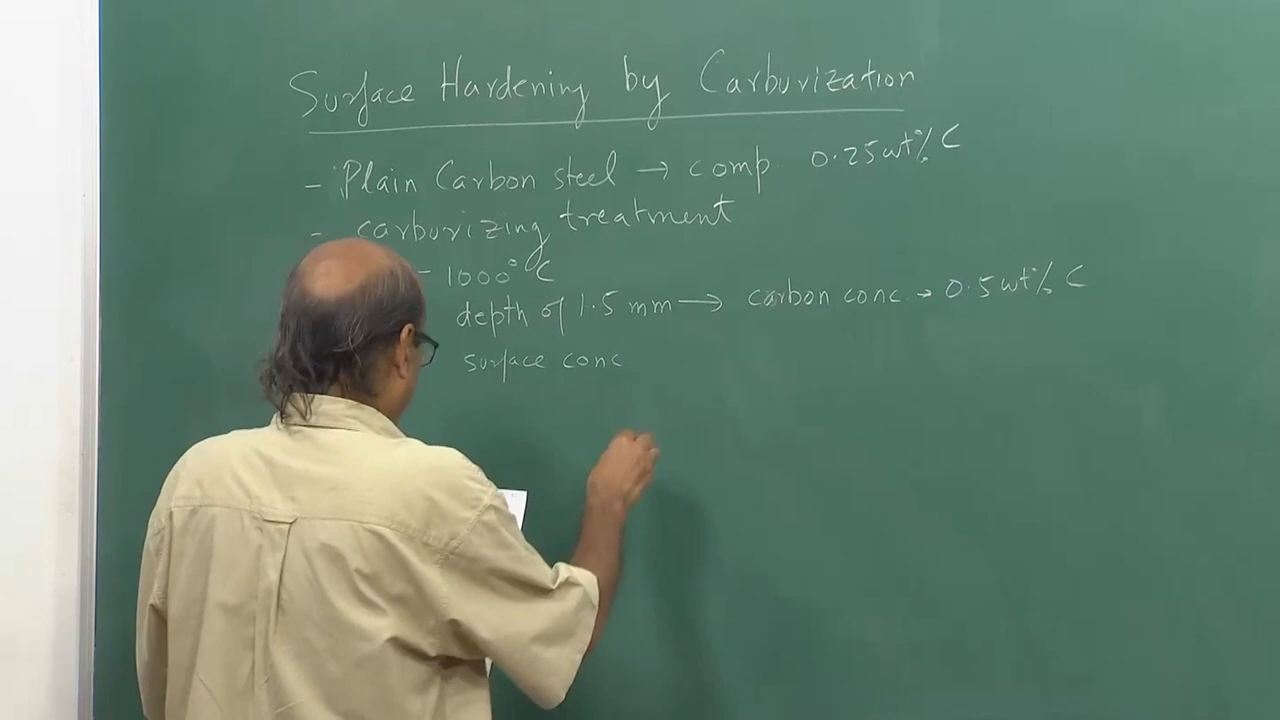 Surface Hardening by Carburization
- Plain Carbon steel → comp 0.25wt% C
- carburizing treatment
- 1000° C
depth of 1.5 mm → carbon conc → 0.5wt% C
surface conc